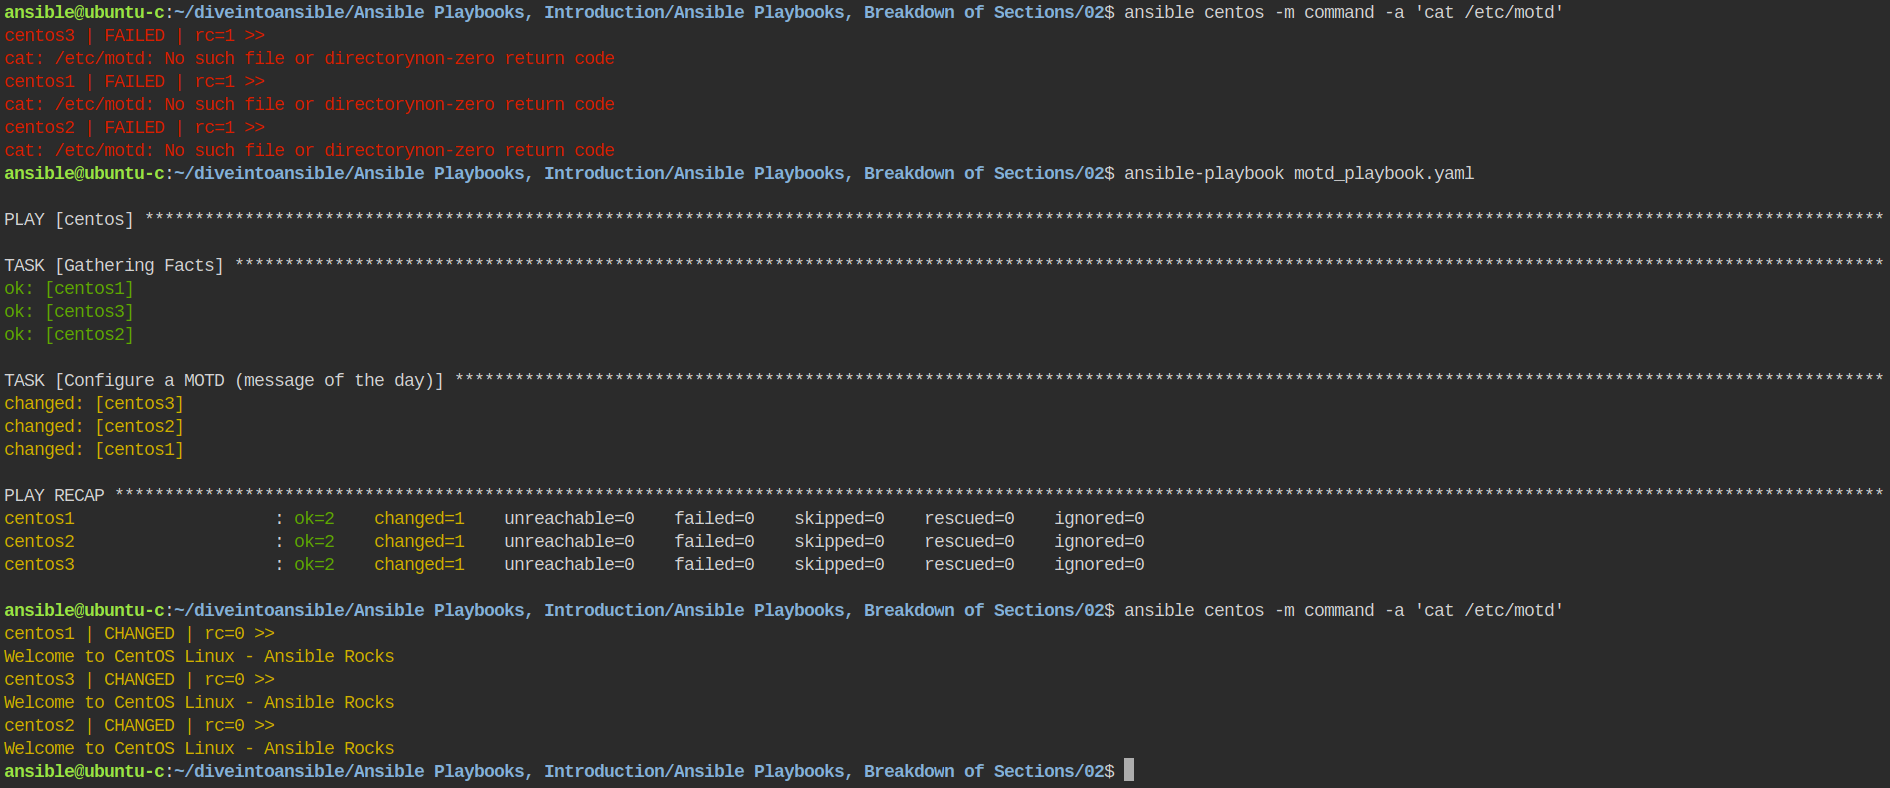 ansible@ubuntu-c:~/diveintoansible/Ansible Playbooks, Introduction/Ansible Playbooks, Breakdown of Sections/02$ ansible centos -m command -a 'cat /etc/motd'
centos3 | FAILED | rc=1 >>
cat: /etc/motd: No such file or directorynon-zero return code
centos1 | FAILED | rc=1 >>
cat: /etc/motd: No such file or directorynon-zero return code
centos2 | FAILED | rc=1 >>
cat: /etc/motd: No such file or directorynon-zero return code
ansible@ubuntu-c:~/diveintoansible/Ansible Playbooks, Introduction/Ansible Playbooks, Breakdown of Sections/02$ ansible-playbook motd_playbook.yaml
PLAY [centos] ******************************************************************************************************************************************************************************
TASK [Gathering Facts] *********************************************************************************************************************************************************************
ok: [centos1]
ok: [centos3]
ok: [centos2]
TASK [Configure a MOTD (message of the day)] ***********************************************************************************************************************************************
changed: [centos3]
changed: [centos2]
changed: [centos1]
PLAY RECAP *********************************************************************************************************************************************************************************
centos1                    : ok=2    changed=1    unreachable=0    failed=0    skipped=0    rescued=0    ignored=0
centos2                    : ok=2    changed=1    unreachable=0    failed=0    skipped=0    rescued=0    ignored=0
centos3                    : ok=2    changed=1    unreachable=0    failed=0    skipped=0    rescued=0    ignored=0
ansible@ubuntu-c:~/diveintoansible/Ansible Playbooks, Introduction/Ansible Playbooks, Breakdown of Sections/02$ ansible centos -m command -a 'cat /etc/motd'
centos1 | CHANGED | rc=0 >>
Welcome to CentOS Linux - Ansible Rocks
centos3 | CHANGED | rc=0 >>
Welcome to CentOS Linux - Ansible Rocks
centos2 | CHANGED | rc=0 >>
Welcome to CentOS Linux - Ansible Rocks
ansible@ubuntu-c:~/diveintoansible/Ansible Playbooks, Introduction/Ansible Playbooks, Breakdown of Sections/02$